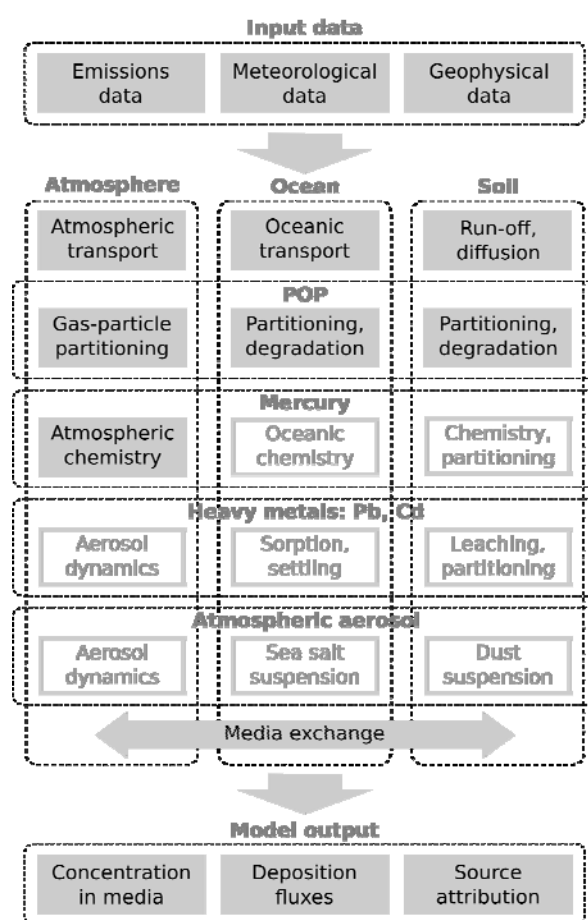 Input data
Emissions data
Meteorological data
Geophysical data
Atmosphere
Ocean
Soil
Atmospheric transport
Oceanic transport
Run-off, diffusion
POP
Gas-particle partitioning
Partitioning, degradation
Partitioning, degradation
Mercury
Atmospheric chemistry
Oceanic chemistry
Chemistry, partitioning
Heavy metals: Pb, Cd
Aerosol dynamics
Sorption, settling
Leaching, partitioning
Atmospheric aerosol
Aerosol dynamics
Sea salt suspension
Dust suspension
Media exchange
Model output
Concentration in media
Deposition fluxes
Source attribution